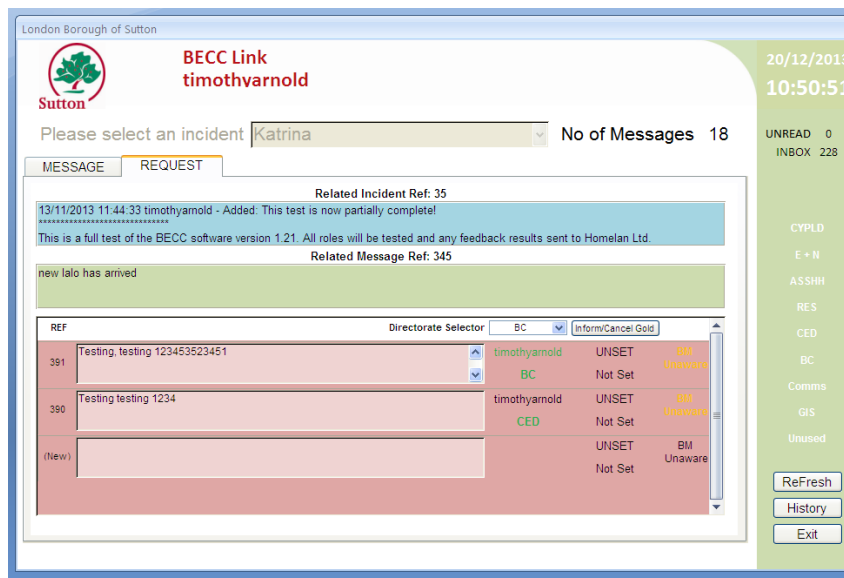 London Borough of Sutton
BECC Link
timothyarnold
Sutton
20/12/2013
10:50:51
Please select an incident Katrina No of Messages 18
UNREAD 0
INBOX 228
MESSAGE REQUEST
Related Incident Ref: 35
13/11/2013 11:44:33 timothyarnold - Added: This test is now partially complete!
******************************
This is a full test of the BECC software version 1.21. All roles will be tested and any feedback results sent to Homelan Ltd.
Related Message Ref: 345
new lalo has arrived
REF Directorate Selector BC Inform/Cancel Gold
391 Testing, testing 123453523451 timothyarnold UNSET BM
Unaware
BC Not Set
390 Testing testing 1234 timothyarnold UNSET BM
Unaware
CED Not Set
(New) UNSET BM
Unaware
Not Set
CYPLD
E + N
ASSHH
RES
CED
BC
Comms
GIS
Unused
ReFresh
History
Exit